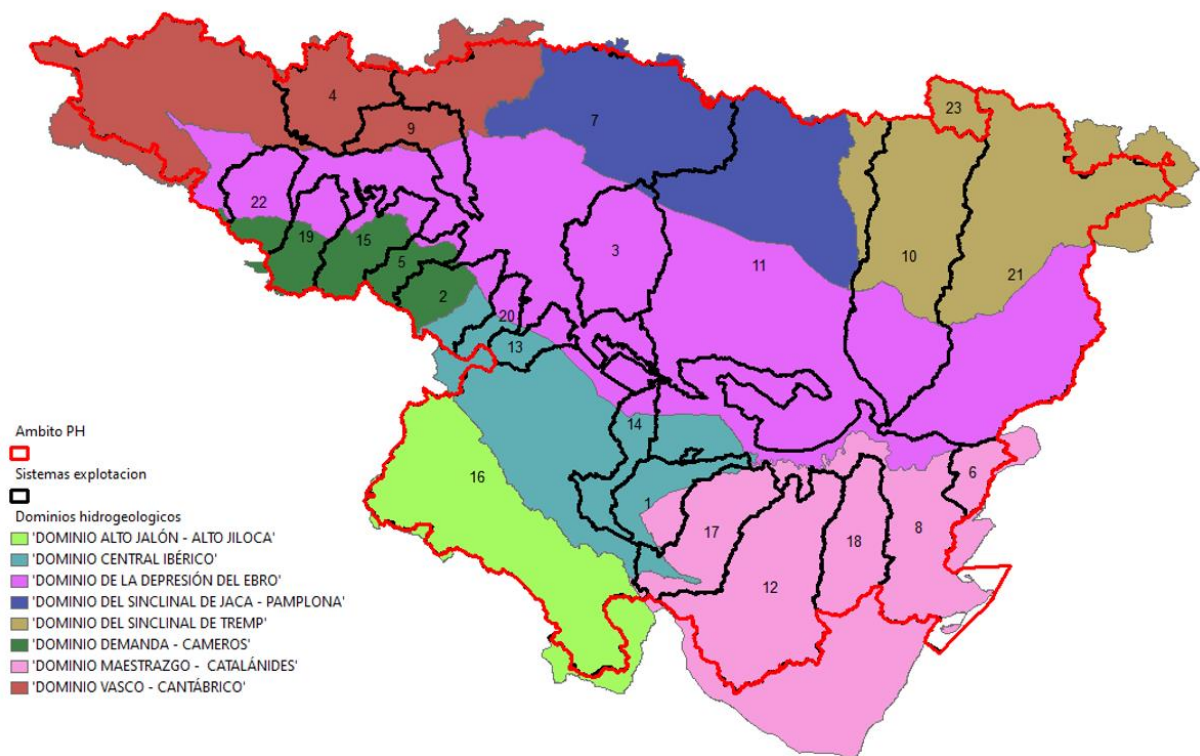 4
23
9
7
22
3
19
15
10
11
5
21
2
20
13
14
6
16
1
17
8
18
12
Ambito PH
Sistemas explotacion
Dominios hidrogeologicos
'DOMINIO ALTO JALÓN - ALTO JILOCA'
'DOMINIO CENTRAL IBÉRICO'
'DOMINIO DE LA DEPRESIÓN DEL EBRO'
'DOMINIO DEL SINCLINAL DE JACA - PAMPLONA'
'DOMINIO DEL SINCLINAL DE TREMP'
'DOMINIO DEMANDA - CAMEROS'
'DOMINIO MAESTRAZGO -  CATALÁNIDES'
'DOMINIO VASCO - CANTÁBRICO'